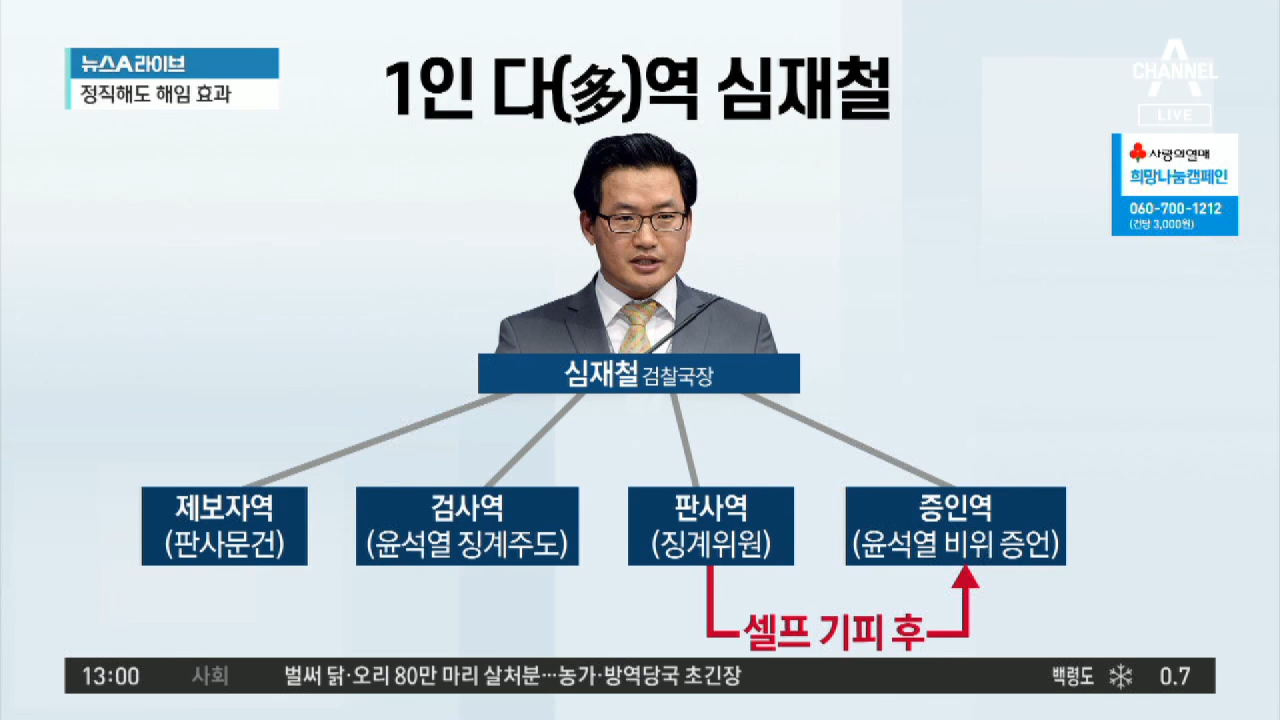 뉴스A 라이브
정직해도 해임 효과
1인 다(多)역 심재철
CHANNEL A
LIVE
사랑의열매
희망나눔캠페인
060-700-1212
(건당 3,000원)
심재철 검찰국장
제보자역
(판사문건)
검사역
(윤석열 징계주도)
판사역
(징계위원)
증인역
(윤석열 비위 증언)
셀프 기피 후
13:00 사회 벌써 닭·오리 80만 마리 살처분…농가·방역당국 초긴장 백령도 0.7